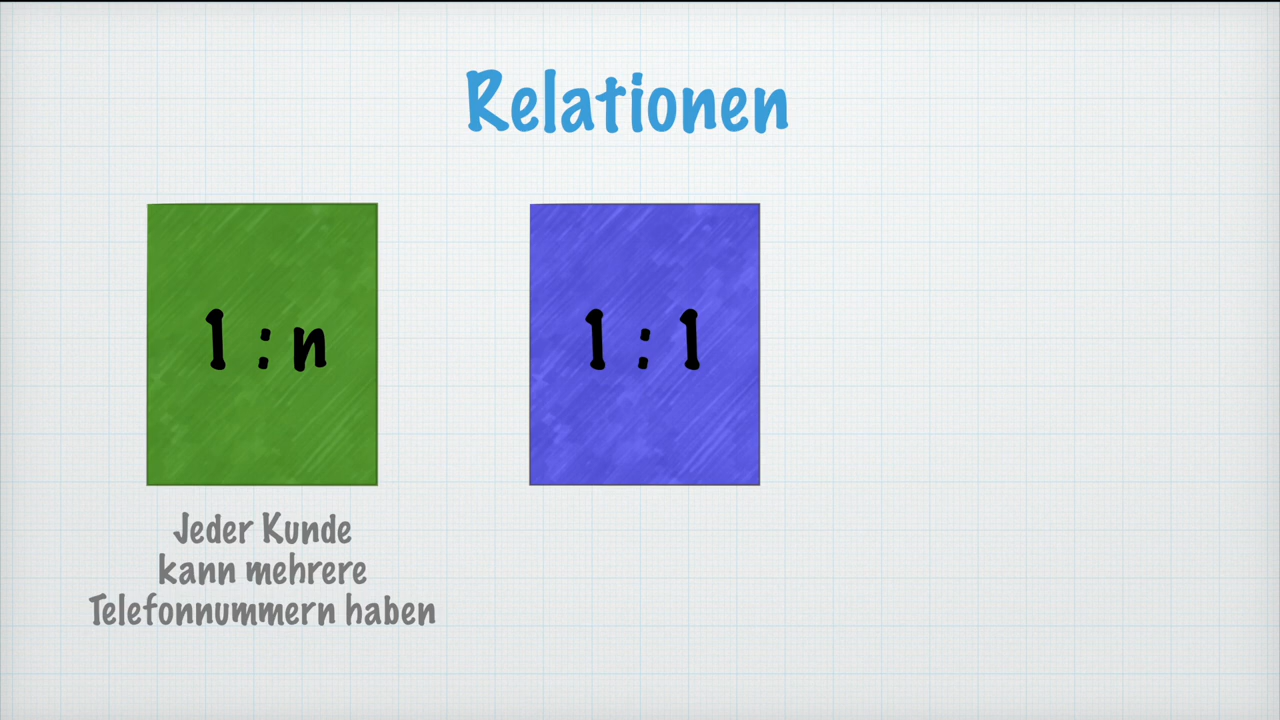 Relationen
1 : n
1 : 1
Jeder Kunde
kann mehrere
Telefonnummern haben